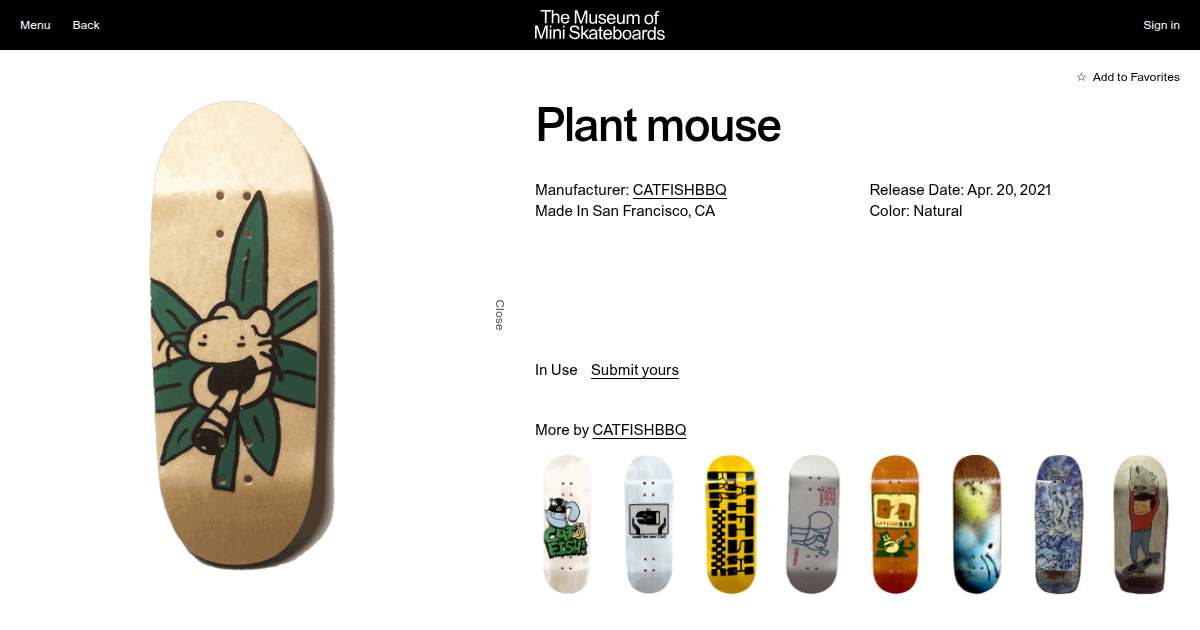 Menu
Back
The Museum of
Mini Skateboards
Sign in
☆ Add to Favorites
Plant mouse
Manufacturer: CATFISHBBQ
Made In San Francisco, CA
Release Date: Apr. 20, 2021
Color: Natural
Close
In Use
Submit yours
More by CATFISHBBQ